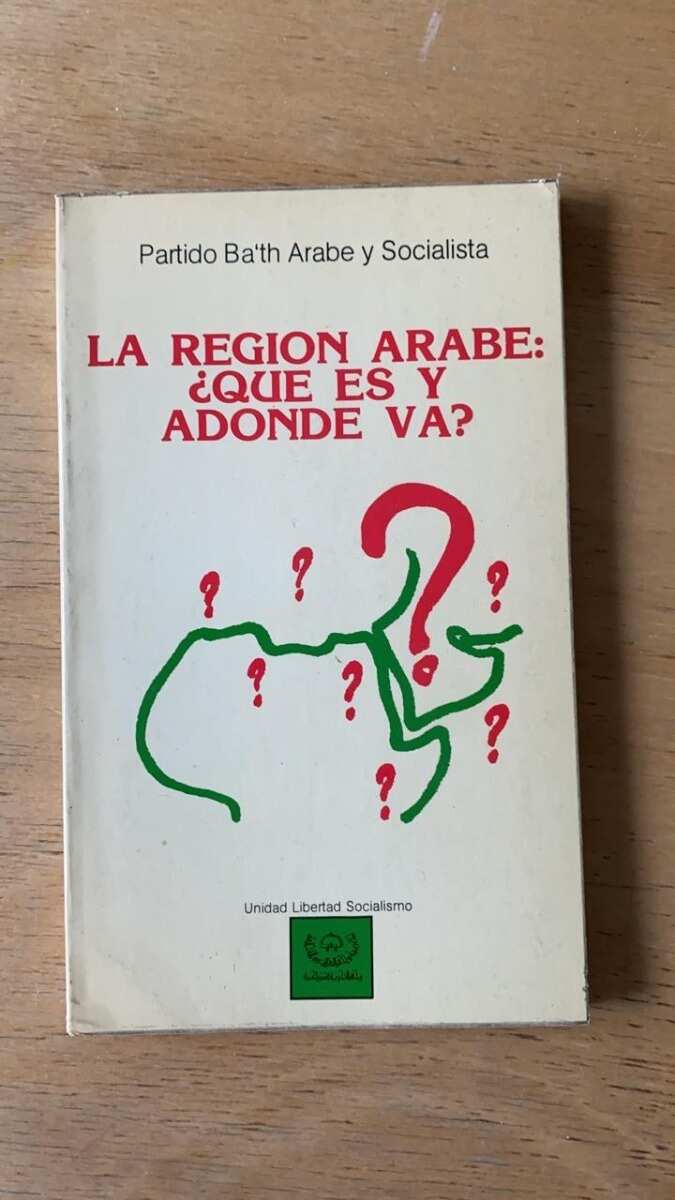 Partido Ba'th Arabe y Socialista
LA REGION ARABE:
¿QUE ES Y
ADONDE VA?
Unidad Libertad Socialismo